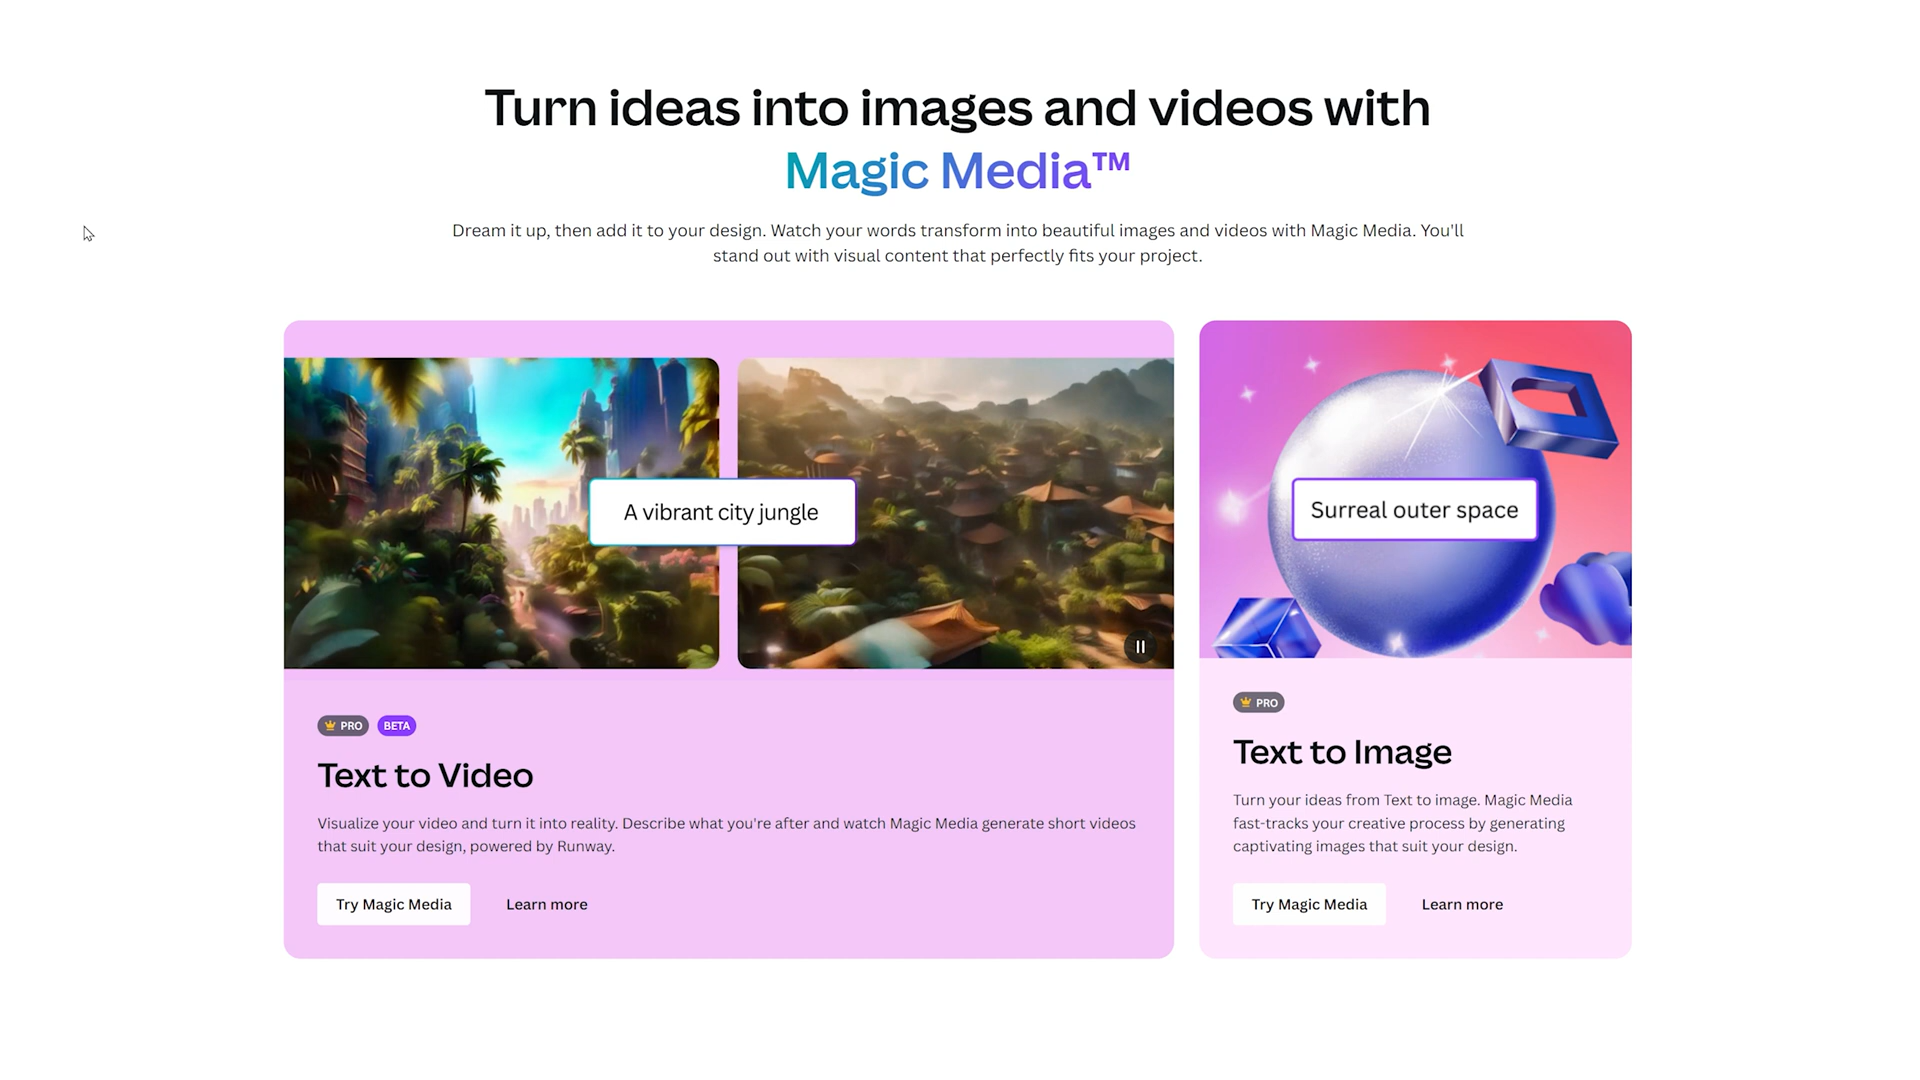 Turn ideas into images and videos with
Magic Media™
Dream it up, then add it to your design. Watch your words transform into beautiful images and videos with Magic Media. You'll
stand out with visual content that perfectly fits your project.
A vibrant city jungle
PRO BETA
Text to Video
Visualize your video and turn it into reality. Describe what you're after and watch Magic Media generate short videos
that suit your design, powered by Runway.
Try Magic Media Learn more
Surreal outer space
PRO
Text to Image
Turn your ideas from Text to image. Magic Media
fast-tracks your creative process by generating
captivating images that suit your design.
Try Magic Media Learn more